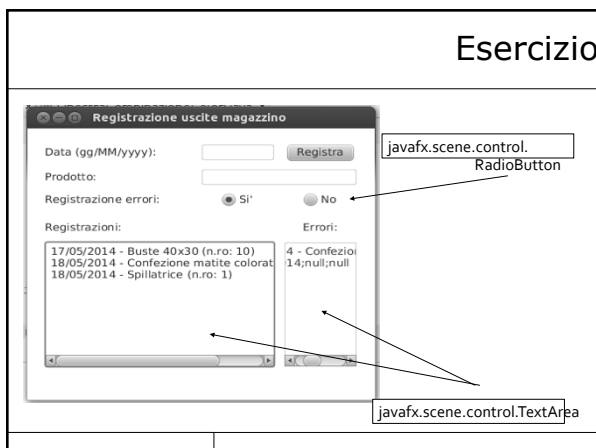 Esercizio
Registrazione uscite magazzino
Data (gg/MM/yyyy):
Registra
Prodotto:
Registrazione errori:
Si'
No
Registrazioni:
Errori:
17/05/2014 - Buste 40x30 (n.ro: 10)
18/05/2014 - Confezione matite colorat
18/05/2014 - Spillatrice (n.ro: 1)
4 - Confezio
14;null;null
javafx.scene.control.
RadioButton
javafx.scene.control.TextArea